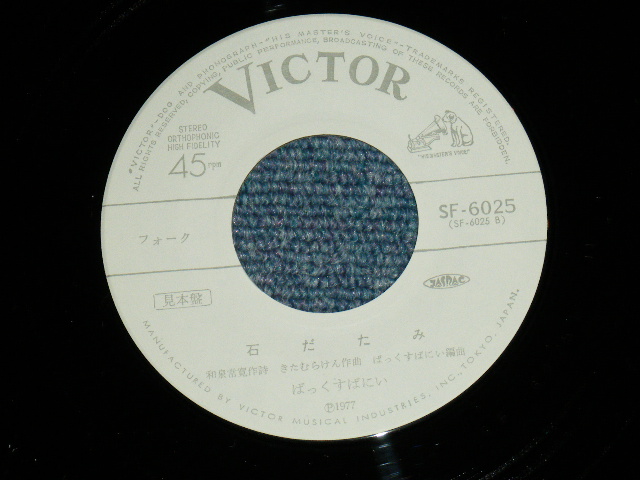 "VICTOR"–DOG AND PHONOGRAPH–"HIS MASTER'S VOICE"–TRADEMARKS REGISTERED.
ALL RIGHTS RESERVED, COPYING, PUBLIC PERFORMANCE, BROADCASTING OF THESE RECORDS ARE FORBIDDEN.
VICTOR
STEREO
ORTHOPHONIC
HIGH FIDELITY
45rpm
"HIS MASTER'S VOICE"
SF-6025
(SF-6025 B)
フォーク
見本盤
JASRAC
石だたみ
きたむらけん作曲 ばっくすばにい編曲
ばっくすばにい
Ⓟ1977
MANUFACTURED BY VICTOR MUSICAL INDUSTRIES, INC., TOKYO, JAPAN.